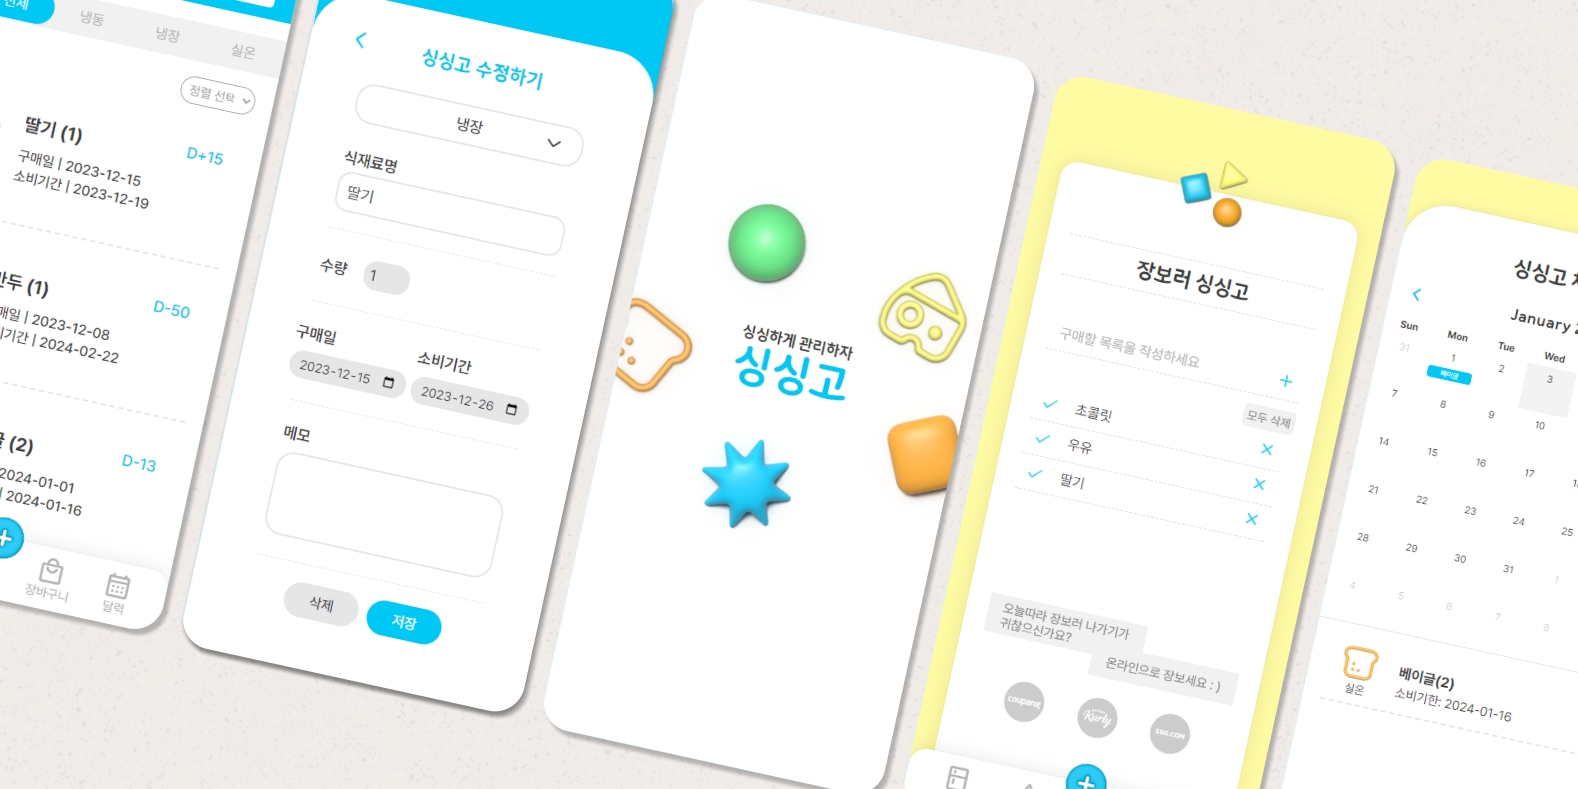 전체
냉동
냉장
실온
정렬 선택
딸기 (1)
D+15
구매일 | 2023-12-15
소비기간 | 2023-12-19
만두 (1)
D-50
매일 | 2023-12-08
비기간 | 2024-02-22
글 (2)
D-13
2024-01-01
| 2024-01-16
장바구니
달력
싱싱고 수정하기
냉장
식재료명
딸기
수량
1
구매일
소비기간
2023-12-15
2023-12-26
메모
삭제
저장
싱싱하게 관리하자
싱싱고
장보러 싱싱고
구매할 목록을 작성하세요
모두 삭제
초콜릿
우유
딸기
오늘따라 장보러 나가기가
귀찮으신가요?
온라인으로 장보세요 : )
coupang
Kurly
SSG.COM
싱싱고
January 2
Sun Mon Tue Wed
31 1 2 3
베이글
7 8 9 10
14 15 16 17
21 22 23 24 25
28 29 30 31 1
4 5 6 7 8
베이글(2)
소비기한: 2024-01-16
실온